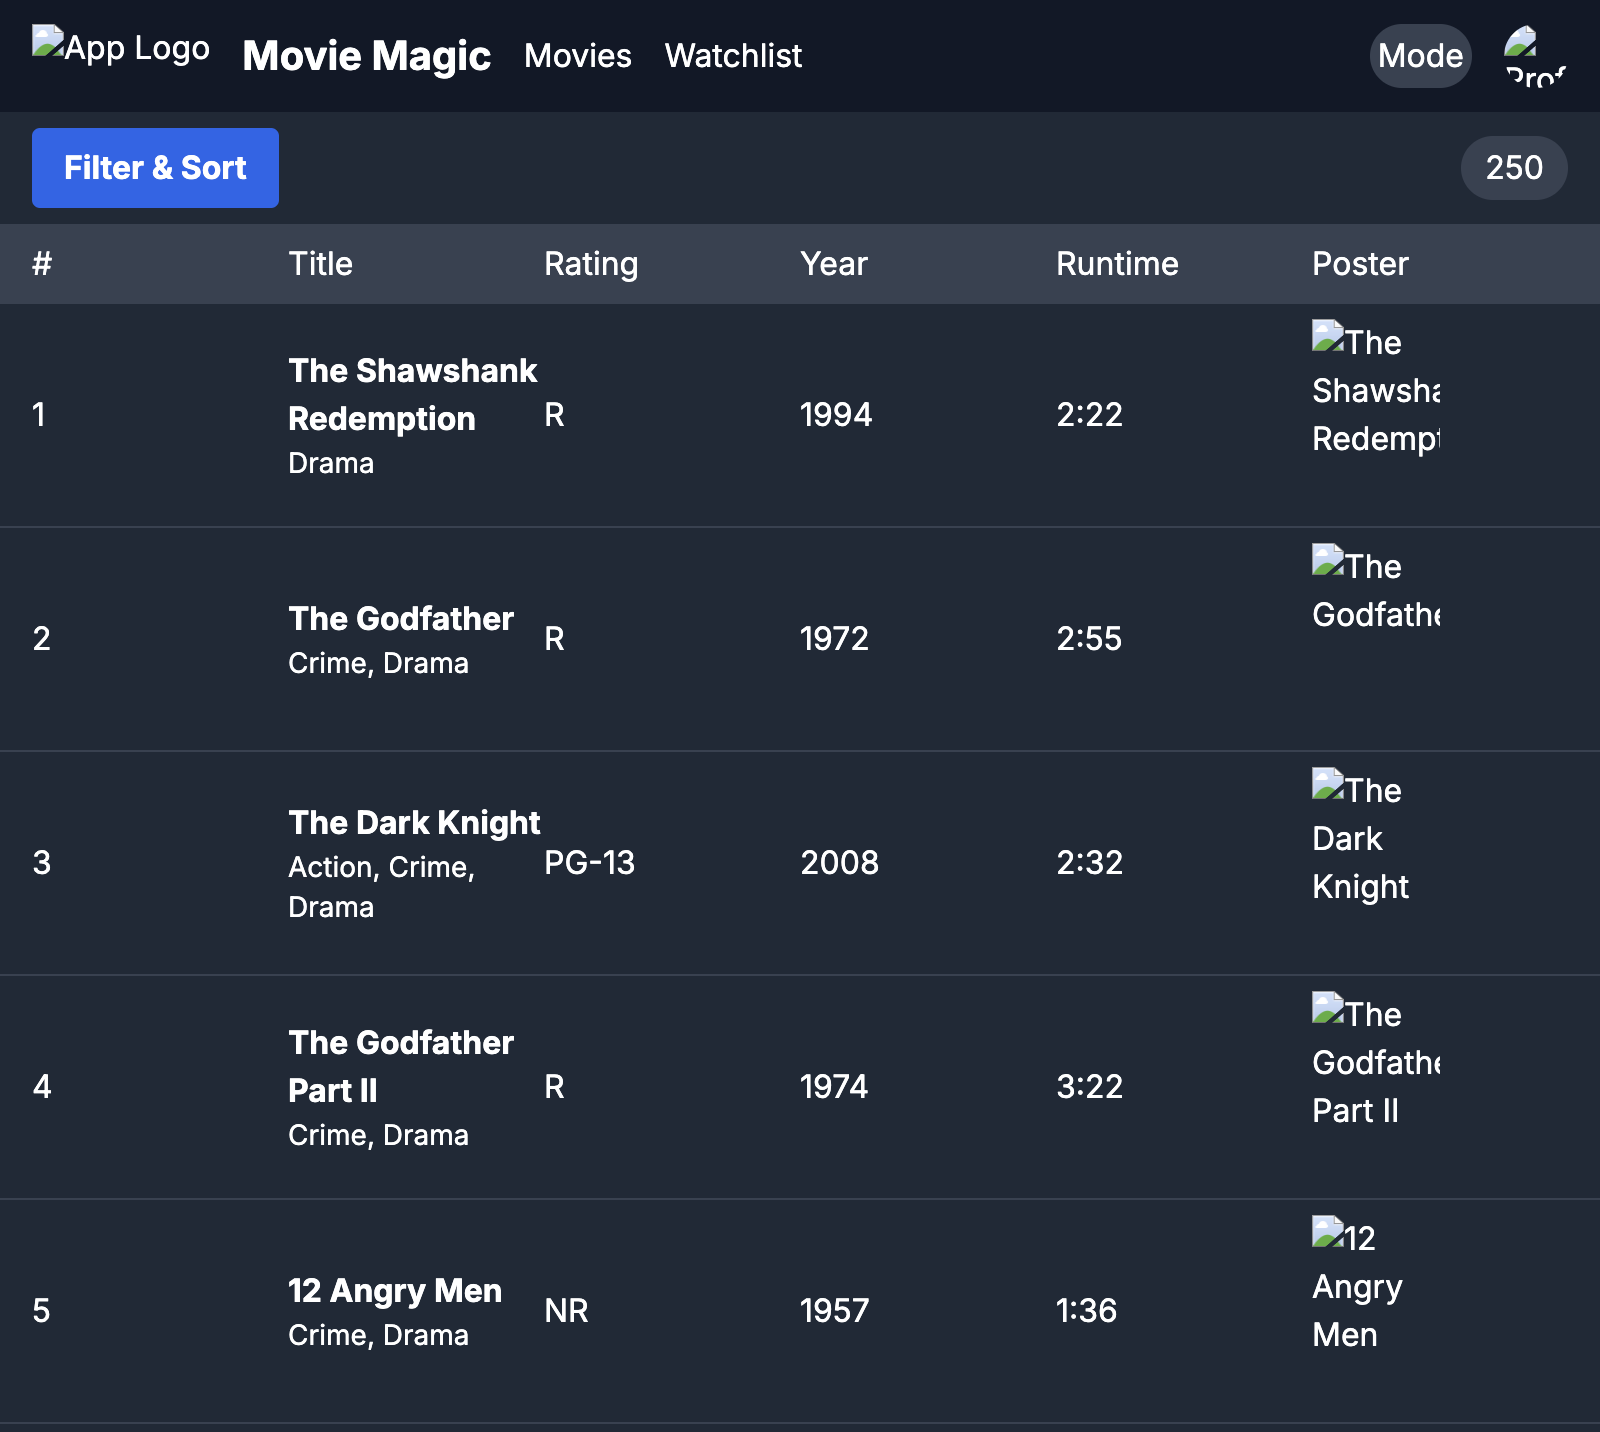 App Logo Movie Magic Movies Watchlist Mode Prof
Filter & Sort 250
# Title Rating Year Runtime Poster
1 The Shawshank Redemption R 1994 2:22
Drama
The
Shawsha
Redempt
2 The Godfather R 1972 2:55
Crime, Drama
The
Godfathe
3 The Dark Knight PG-13 2008 2:32
Action, Crime,
Drama
The
Dark
Knight
4 The Godfather Part II R 1974 3:22
Crime, Drama
The
Godfathe
Part II
5 12 Angry Men NR 1957 1:36
Crime, Drama
12
Angry
Men